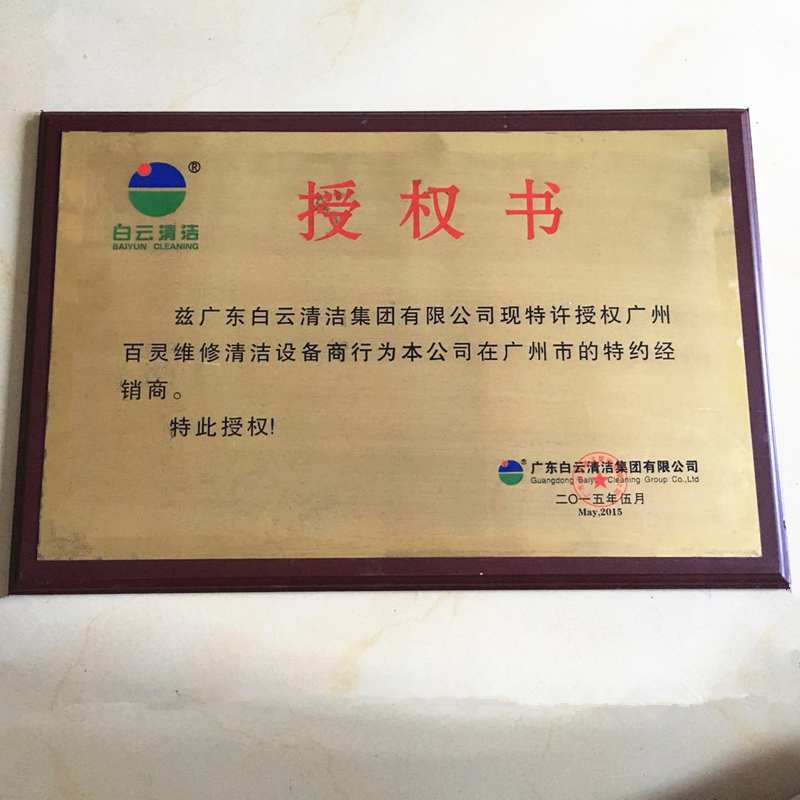 ®
白云清洁
BAIYUN CLEANING
授权书
兹广东白云清洁集团有限公司现特许授权广州
百灵维修清洁设备商行为本公司在广州市的特约经
销商。
特此授权!
® 广东白云清洁集团有限公司
Guangdong Baiyun Cleaning Group Co.,Ltd
二〇一五年伍月
May,2015